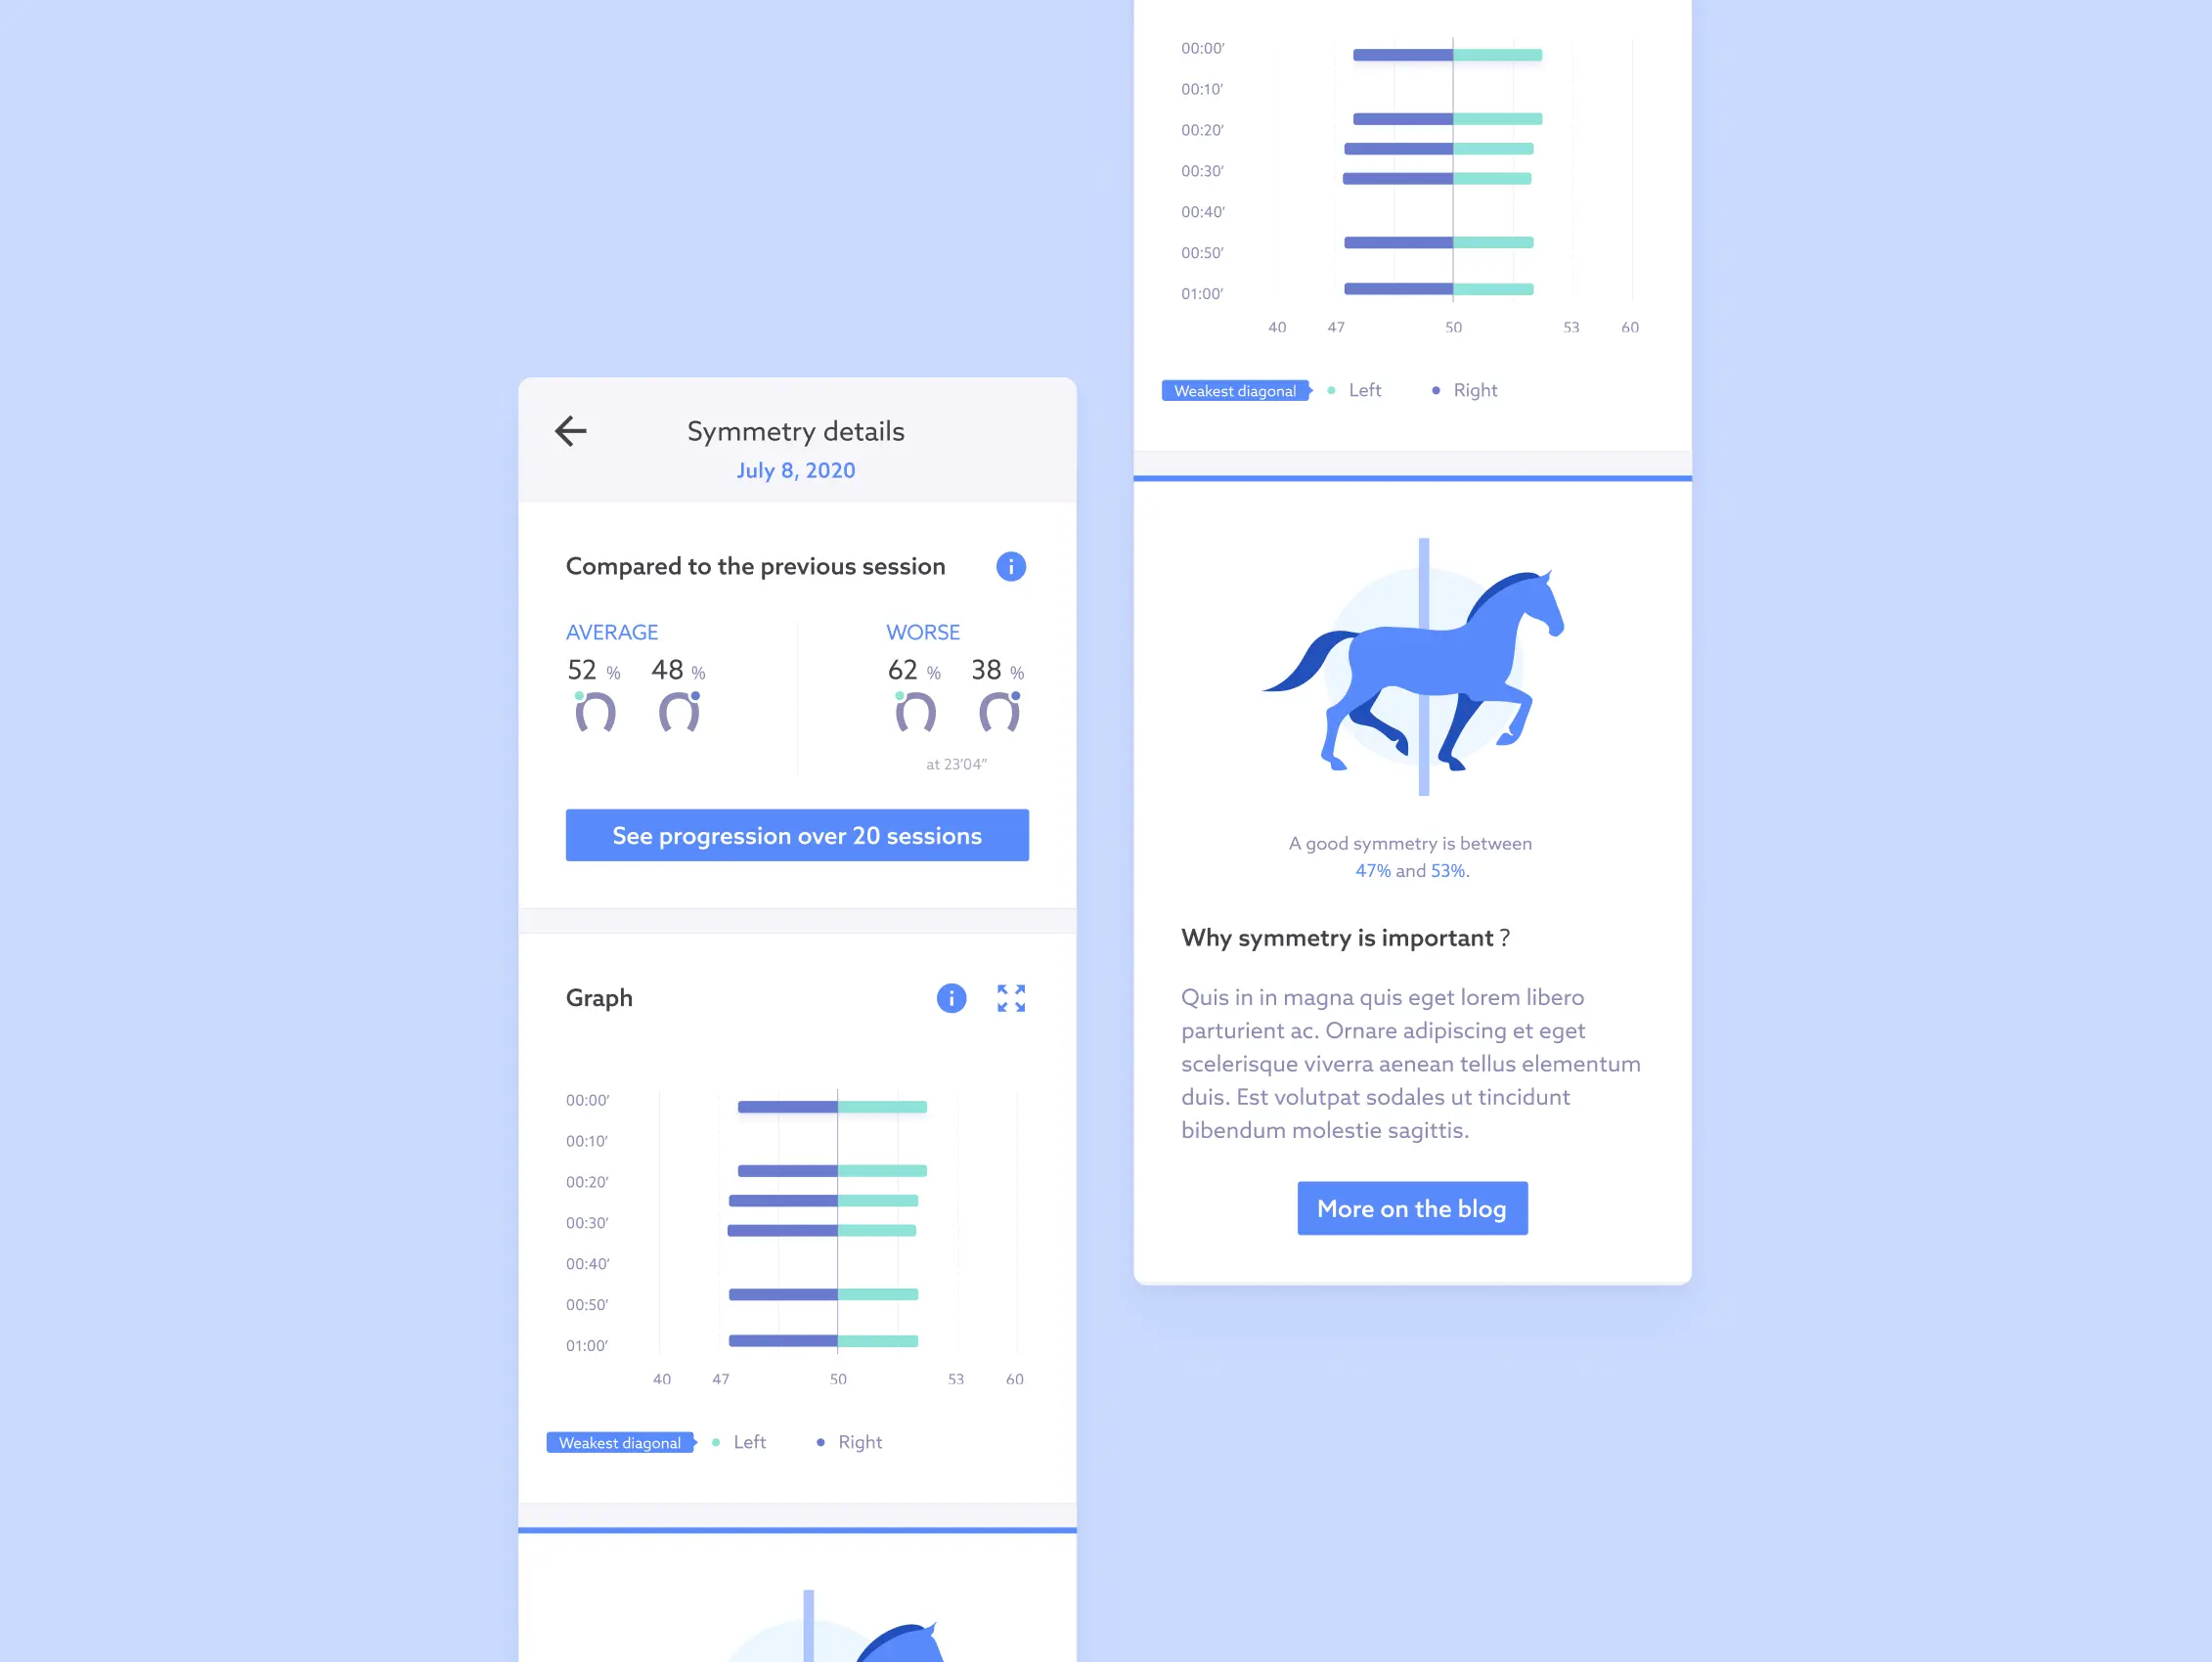 Symmetry details
July 8, 2020
Compared to the previous session
AVERAGE
52 % 48 %
WORSE
62 % 38 %
at 23'04"
See progression over 20 sessions
Graph
00:00'
00:10'
00:20'
00:30'
00:40'
00:50'
01:00'
40 47 50 53 60
Weakest diagonal Left Right
00:00'
00:10'
00:20'
00:30'
00:40'
00:50'
01:00'
40 47 50 53 60
Weakest diagonal Left Right
A good symmetry is between
47% and 53%.
Why symmetry is important ?
Quis in in magna quis eget lorem libero
parturient ac. Ornare adipiscing et eget
scelerisque viverra aenean tellus elementum
duis. Est volutpat sodales ut tincidunt
bibendum molestie sagittis.
More on the blog